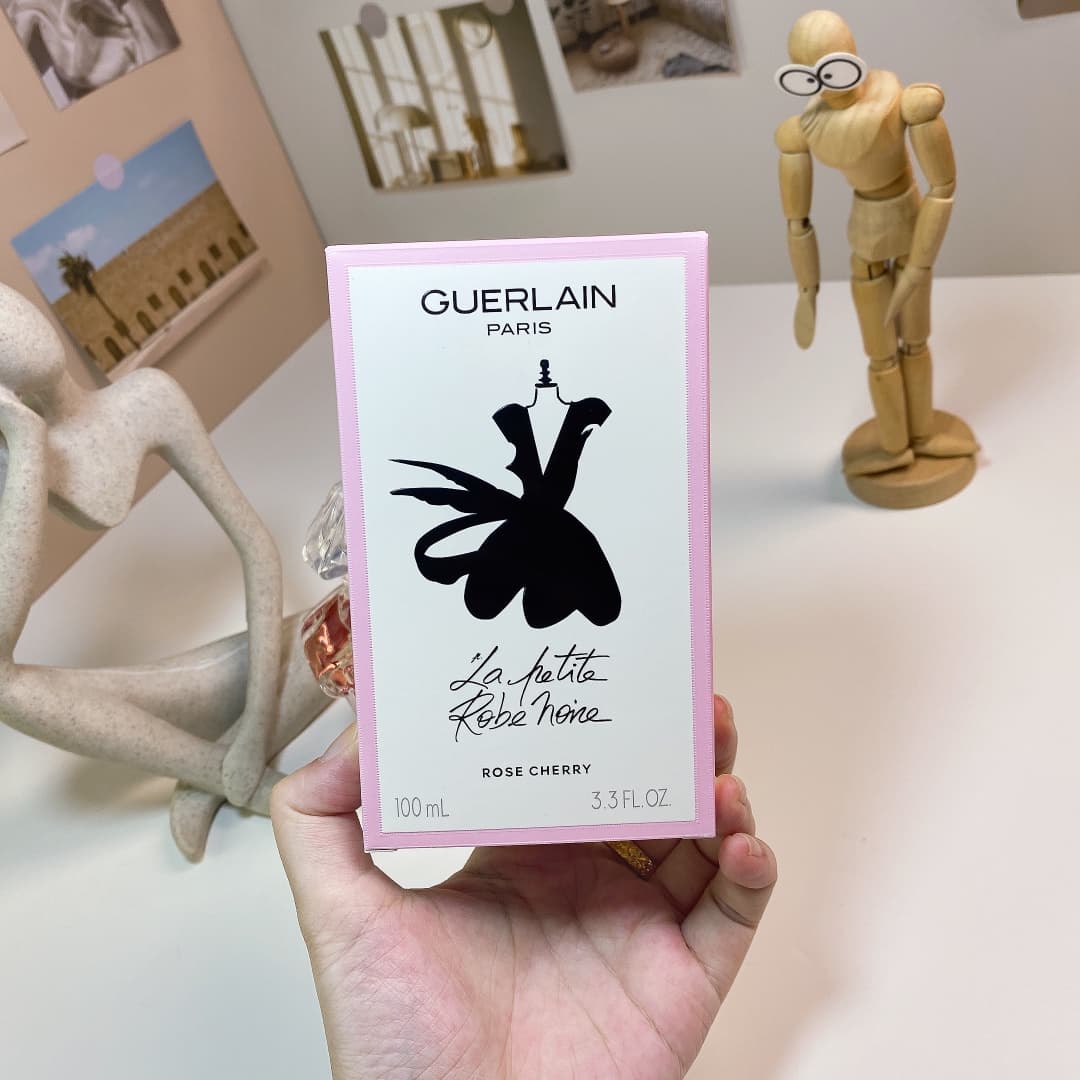 GUERLAIN
PARIS
La petite
Robe Noire
ROSE CHERRY
100 mL
3.3 FL.OZ.